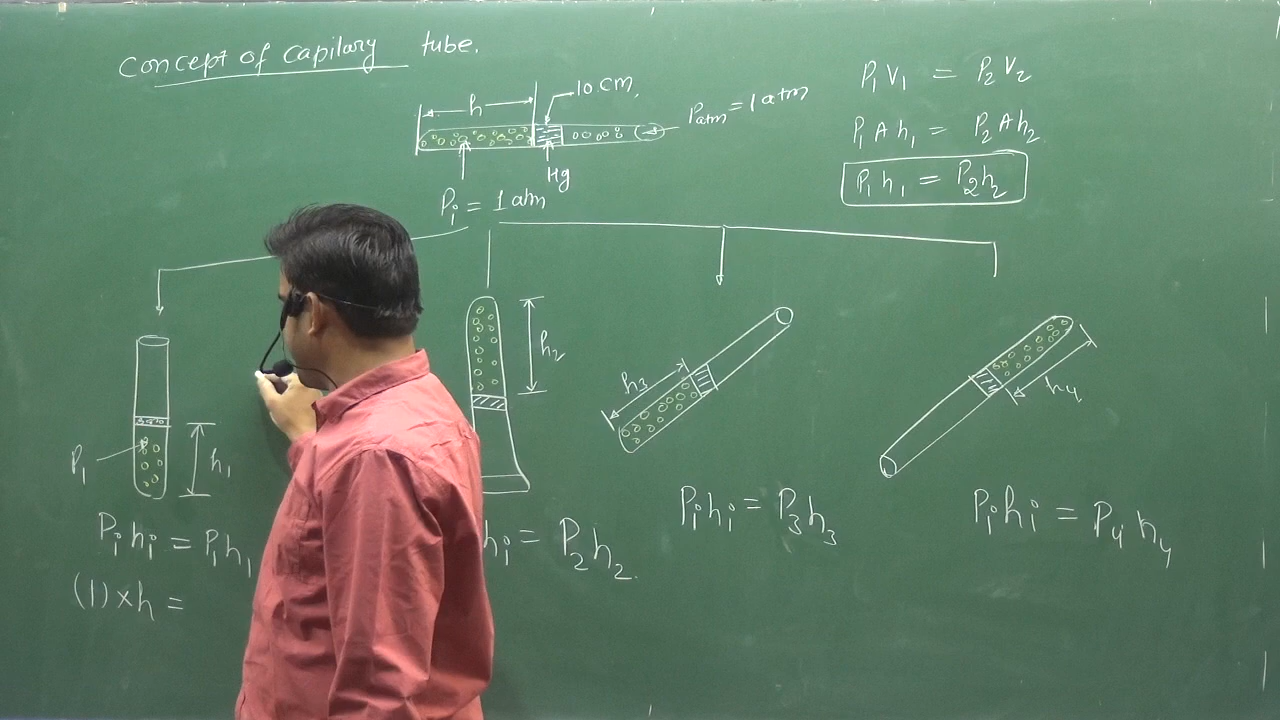 Concept of Capilary tube.
h
10 cm.
Patm = 1 atm
Hg
Pi = 1 atm
P1V1 = P2V2
P1Ah1 = P2Ah2
P1h1 = P2h2
P1
h1
h2
h3
h4
Pihi = P1h1
(1)×h =
hi = P2h2.
Pihi = P3h3
Pihi = P4h4